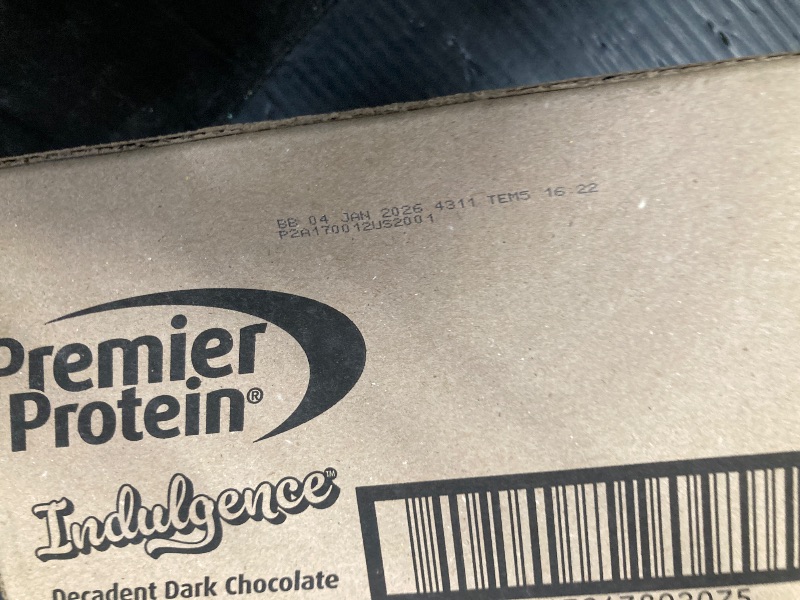 BB 04 JAN 2026 4311 TEM5 16 22
P2A170012US2001
Premier
Protein®
Indulgence™
Decadent Dark Chocolate